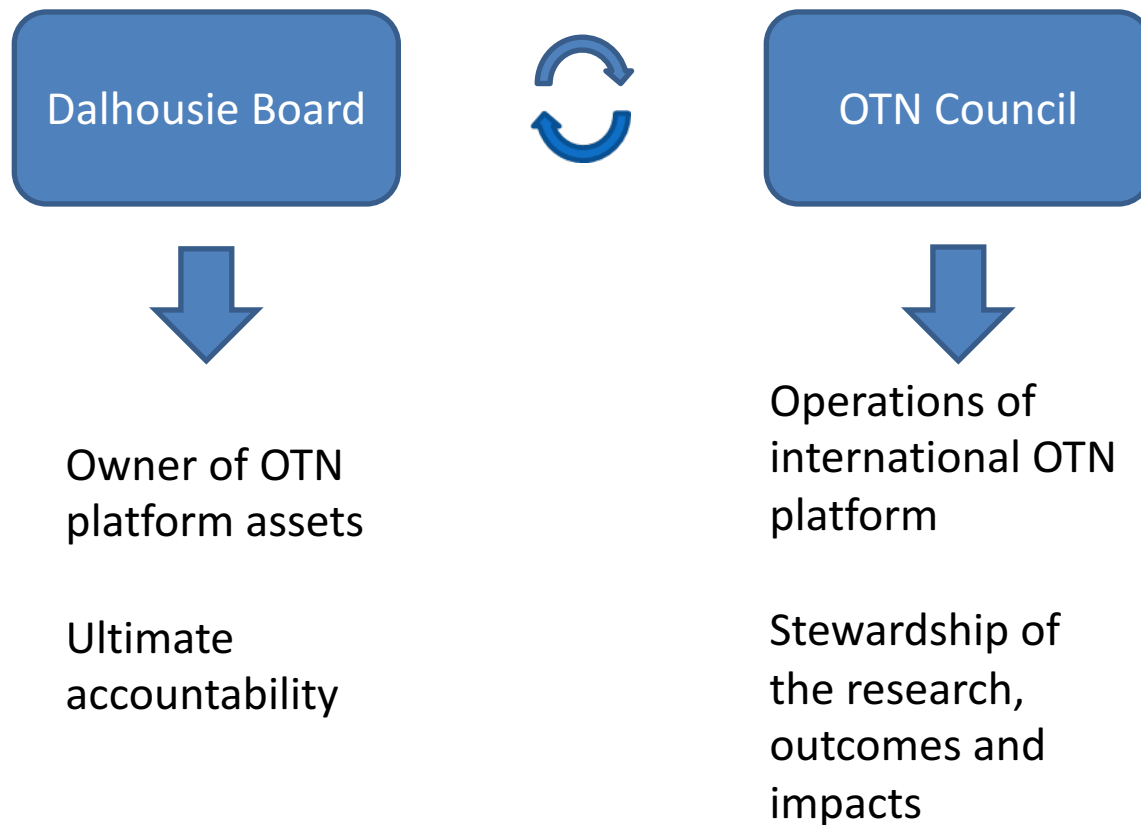 Dalhousie Board
OTN Council
Owner of OTN
platform assets
Ultimate
accountability
Operations of
international OTN
platform
Stewardship of
the research,
outcomes and
impacts